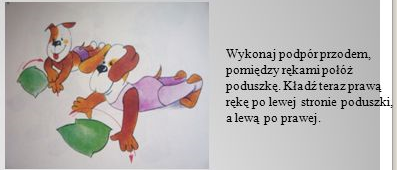 Wykonaj podpór przodem,
pomiędzy rękami połóż
poduszkę. Kładź teraz prawą
rękę po lewej stronie poduszki,
a lewą po prawej.